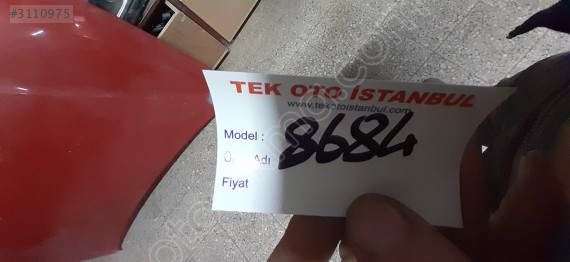 #3110975
TEK OTO İSTANBUL
www.tekotoistanbul.com
Model :
8684
Adı
Fiyat